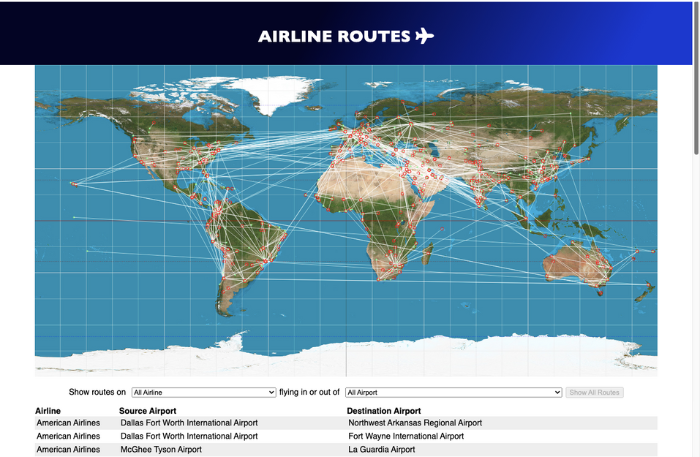 AIRLINE ROUTES
Show routes on All Airline flying in or out of All Airport Show All Routes
Airline Source Airport Destination Airport
American Airlines Dallas Fort Worth International Airport Northwest Arkansas Regional Airport
American Airlines Dallas Fort Worth International Airport Fort Wayne International Airport
American Airlines McGhee Tyson Airport La Guardia Airport